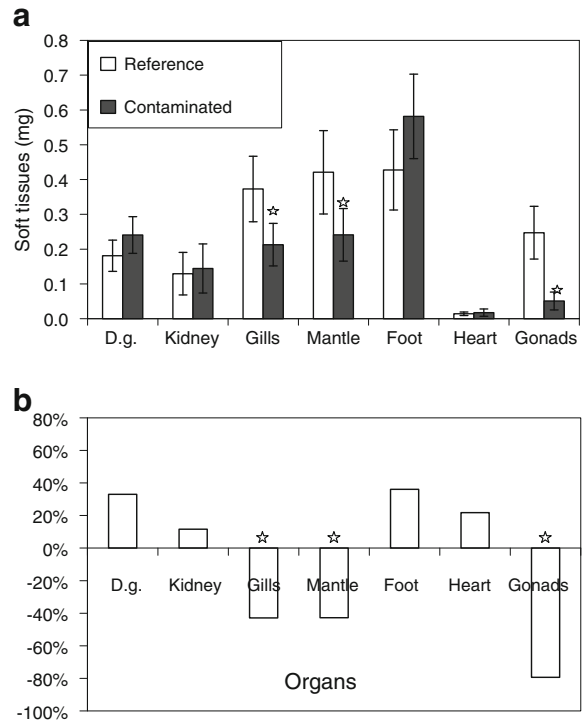 a
0.8
0.7
0.6
0.5
0.4
0.3
0.2
0.1
0.0
Soft tissues (mg)
Reference
Contaminated
D.g. Kidney Gills Mantle Foot Heart Gonads
b
80%
60%
40%
20%
0%
-20%
-40%
-60%
-80%
-100%
D.g. Kidney Gills Mantle Foot Heart Gonads
Organs